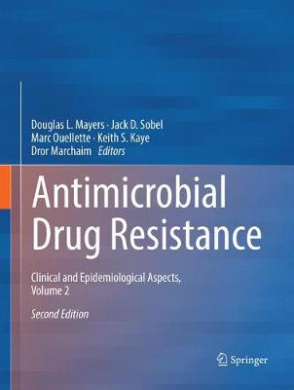 Douglas L. Mayers · Jack D. Sobel
Marc Ouellette · Keith S. Kaye
Dror Marchaim Editors
Antimicrobial
Drug Resistance
Clinical and Epidemiological Aspects,
Volume 2
Second Edition
Springer